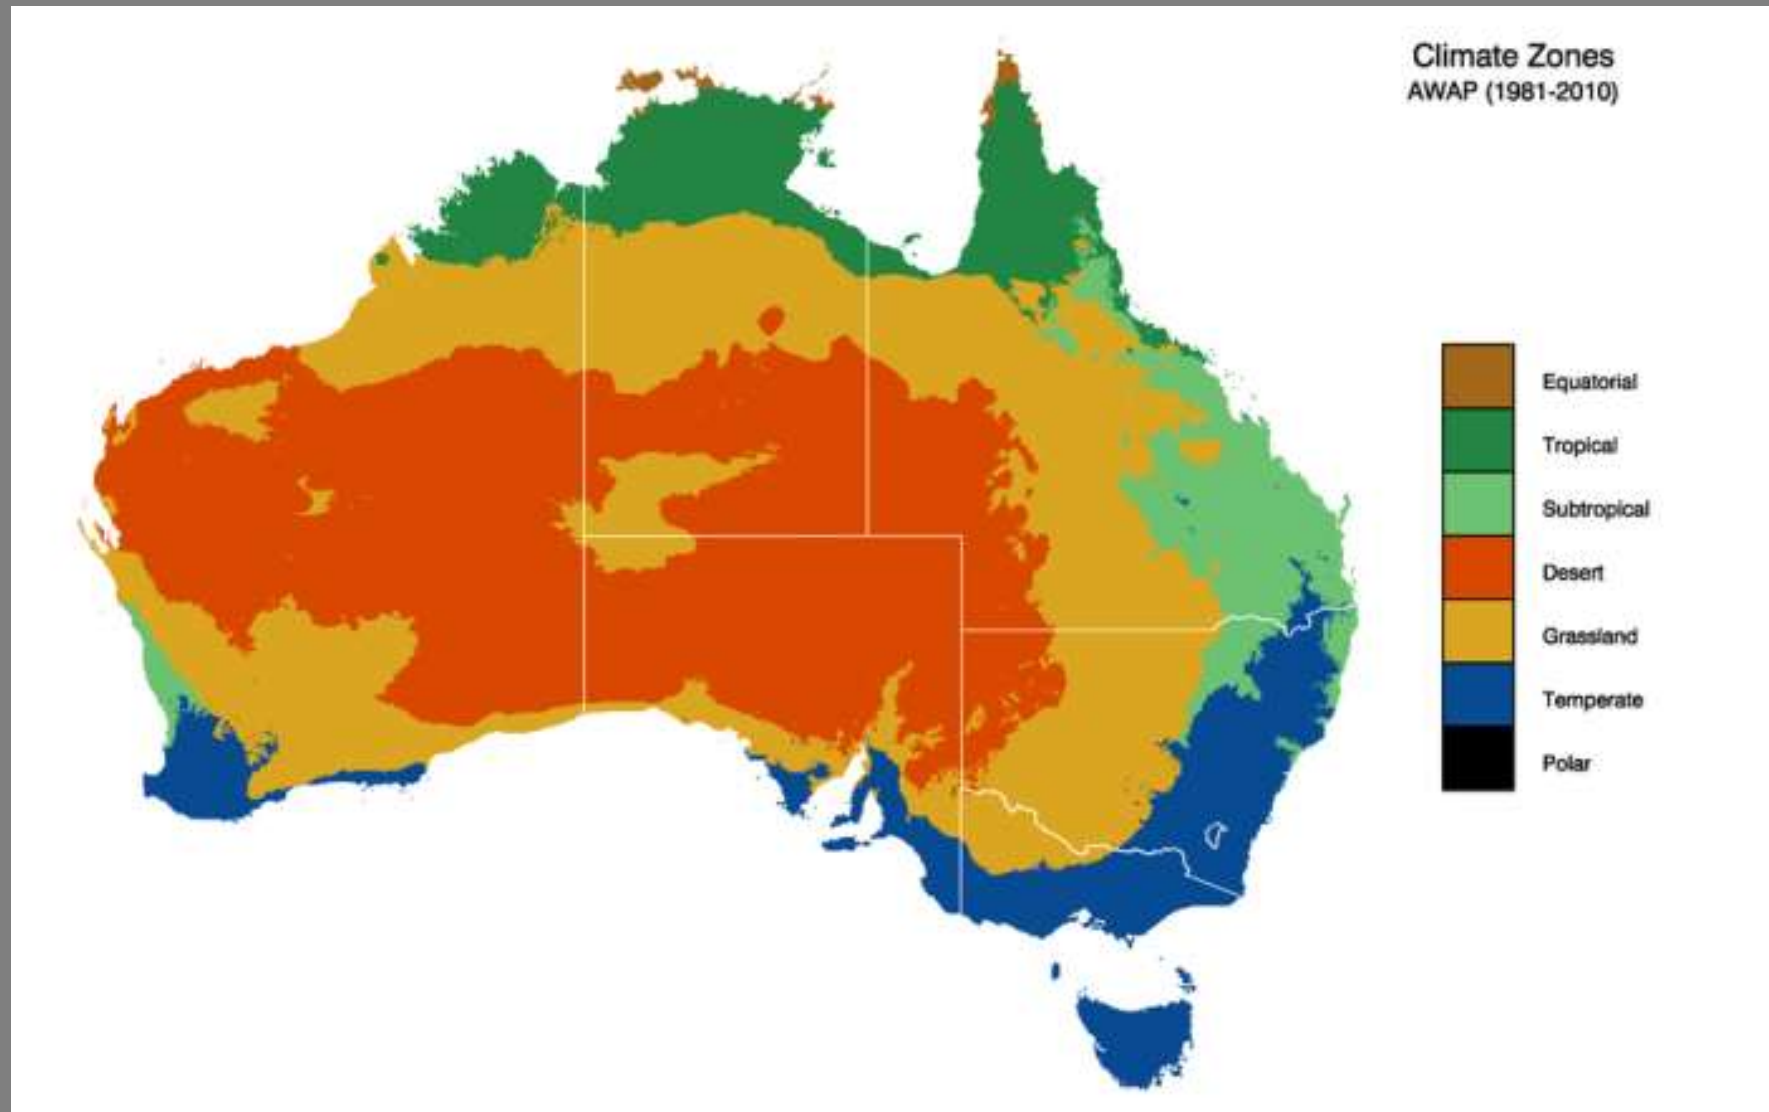 Climate Zones
AWAP (1981-2010)
Equatorial
Tropical
Subtropical
Desert
Grassland
Temperate
Polar